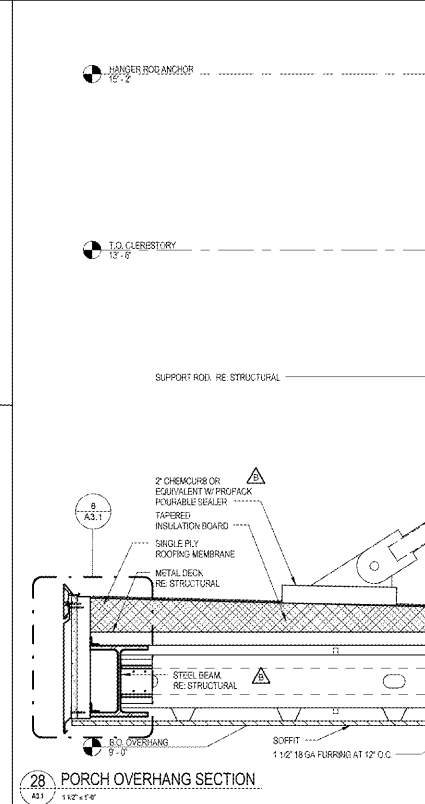 HANGER ROD ANCHOR
15' - 2"
T.O. CLERESTORY
13' - 6"
SUPPORT ROD, RE: STRUCTURAL
2" CHEMCURB OR
EQUIVALENT W/ PROPACK
POURABLE SEALER
B
TAPERED
INSULATION BOARD
6
A3.1
SINGLE PLY
ROOFING MEMBRANE
METAL DECK
RE: STRUCTURAL
STEEL BEAM,
RE: STRUCTURAL
B
B.O. OVERHANG
9' - 0"
SOFFIT
1 1/2" 18 GA FURRING AT 12" O.C.
28
A3.1
PORCH OVERHANG SECTION
1 1/2" = 1'-0"